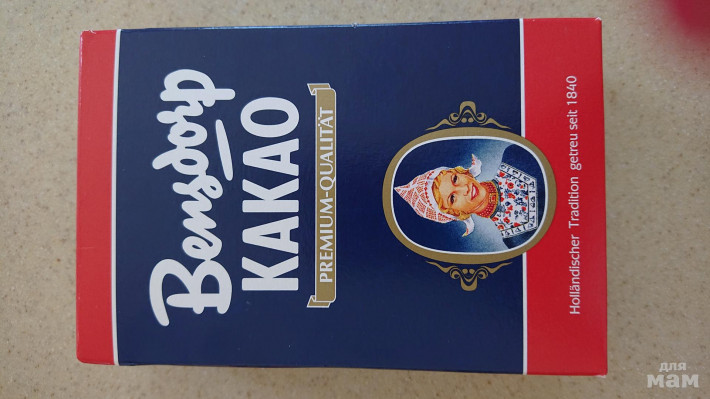 Bensdorp
KAKAO
PREMIUM-QUALITÄT
Holländischer Tradition getreu seit 1840
для
мам